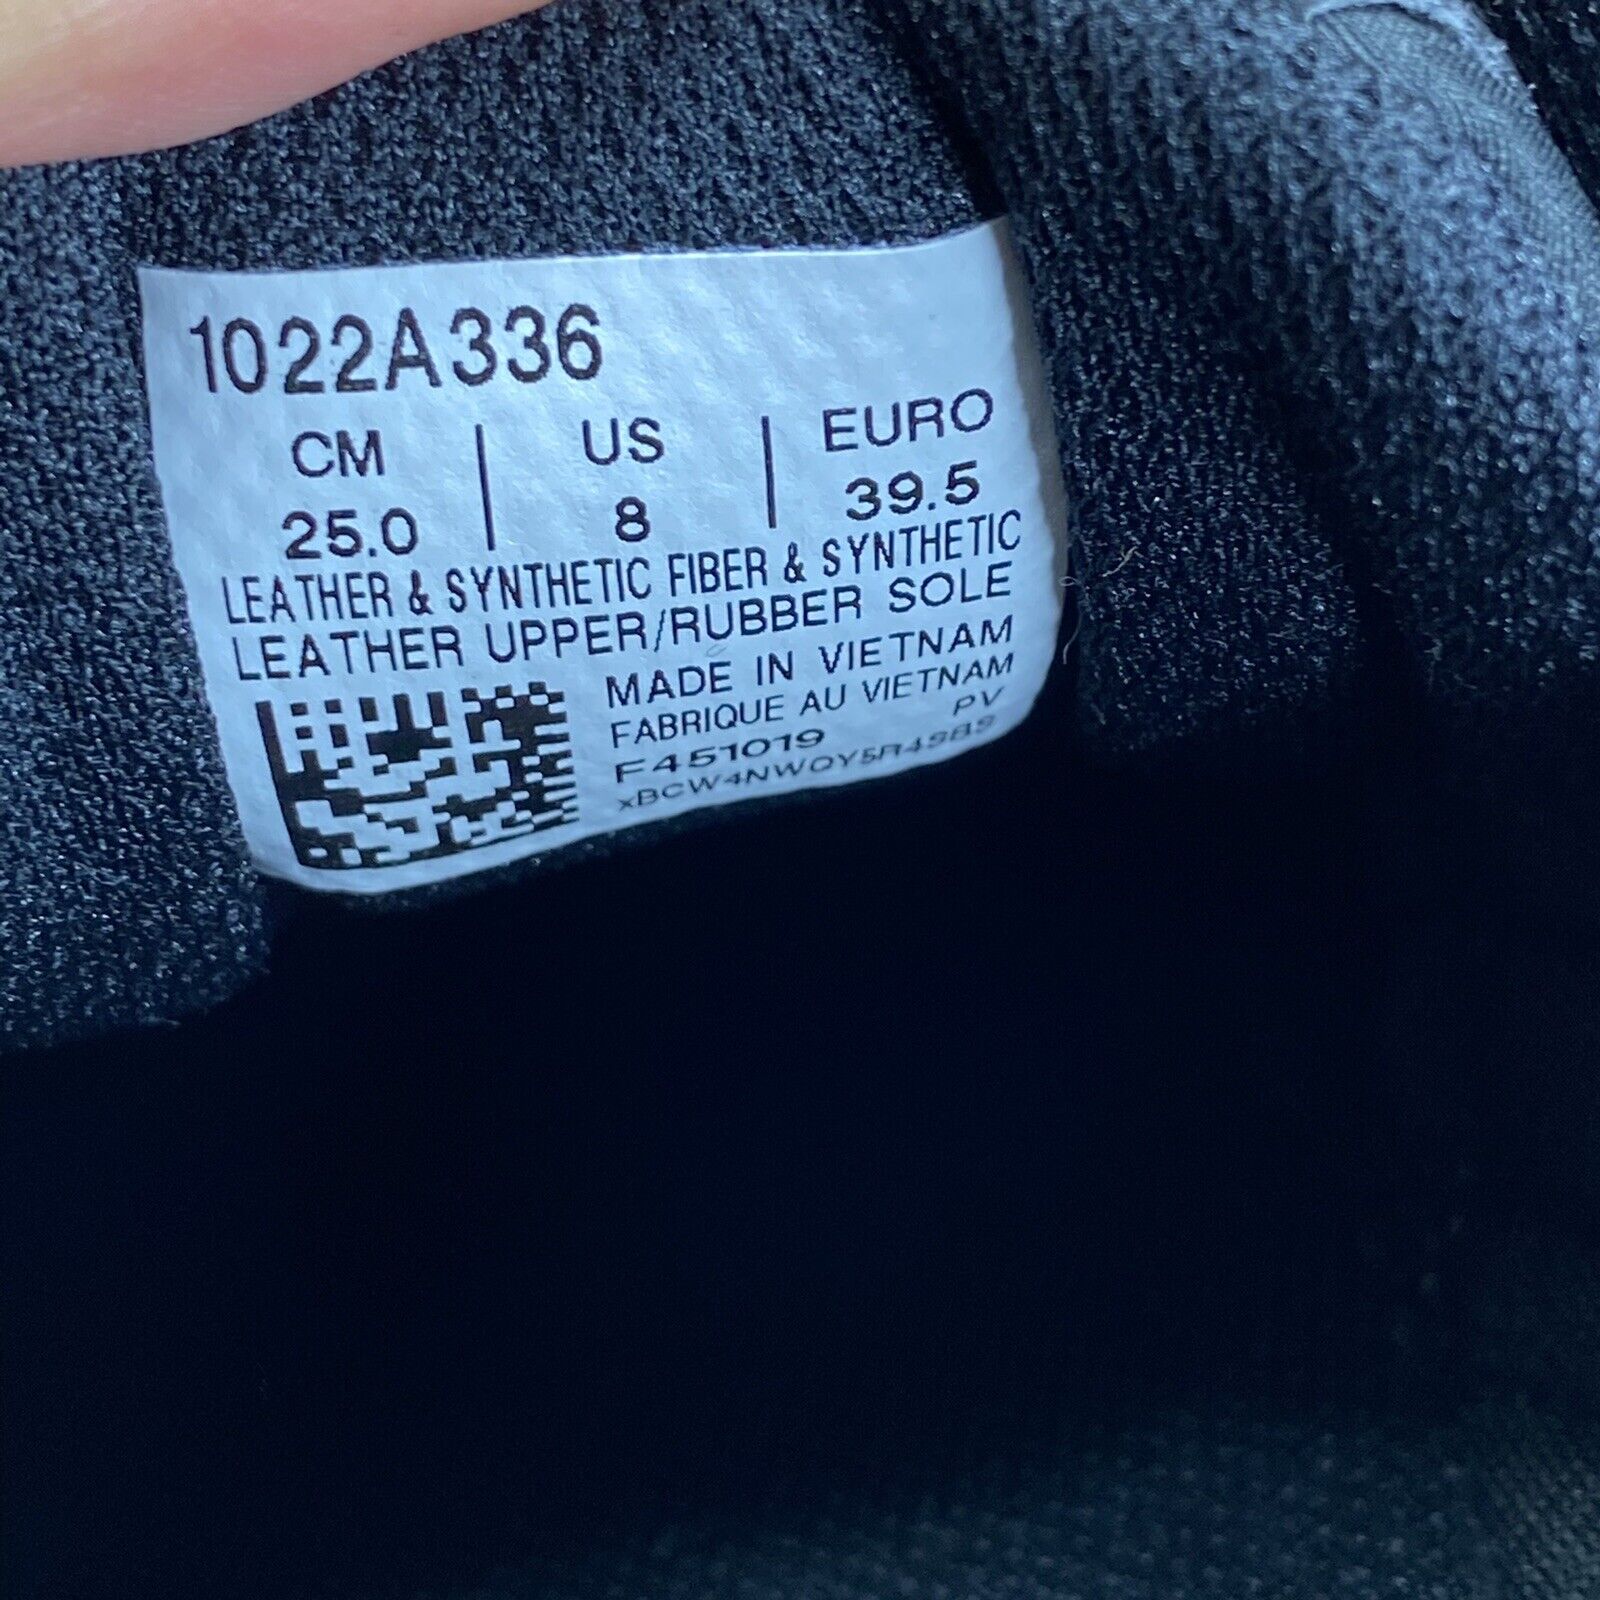 1022A336
CM | US | EURO
25.0 | 8 | 39.5
LEATHER & SYNTHETIC FIBER & SYNTHETIC
LEATHER UPPER/RUBBER SOLE
MADE IN VIETNAM
FABRIQUE AU VIETNAM
PV
F451019